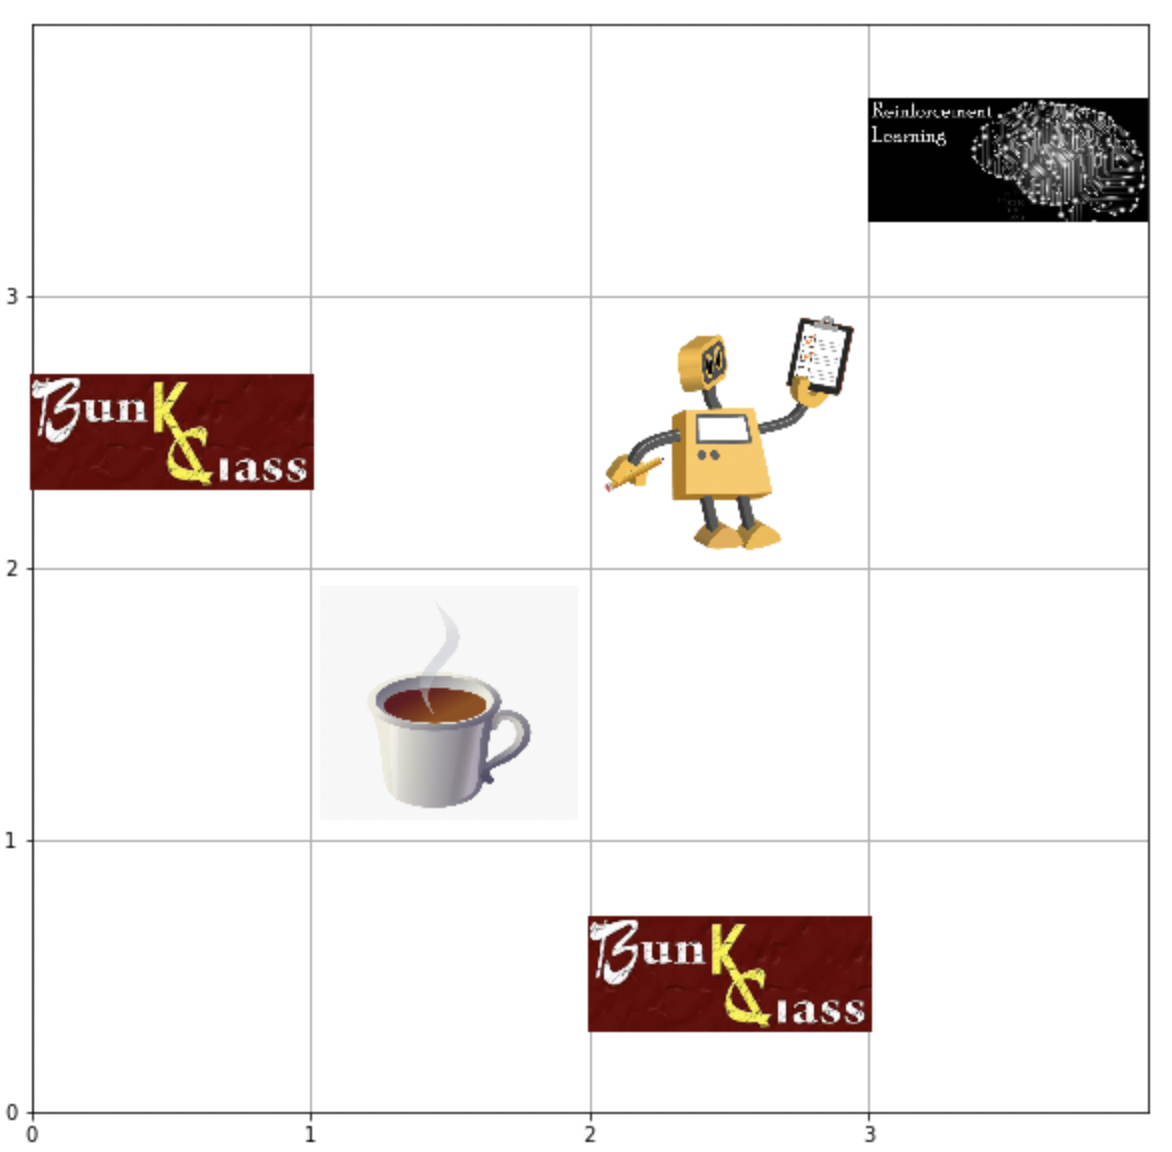 Reinforcement
Learning
3
BunK
Class
2
1
BunK
Class
0
0 1 2 3